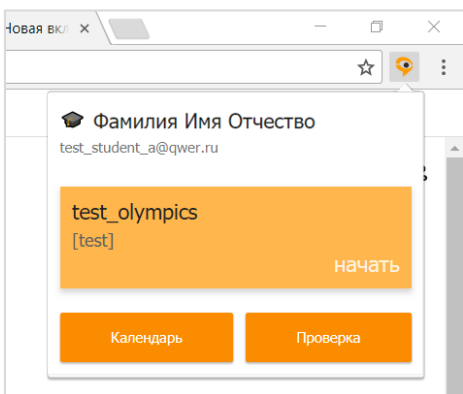 Новая вкл
Фамилия Имя Отчество
test_student_a@qwer.ru
test_olympics
[test]
начать
Календарь
Проверка